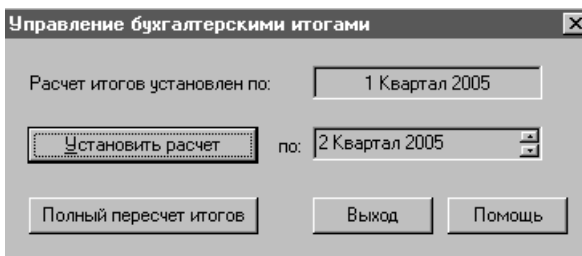 Управление бухгалтерскими итогами
Расчет итогов установлен по: 1 Квартал 2005
Установить расчет по: 2 Квартал 2005
Полный пересчет итогов Выход Помощь